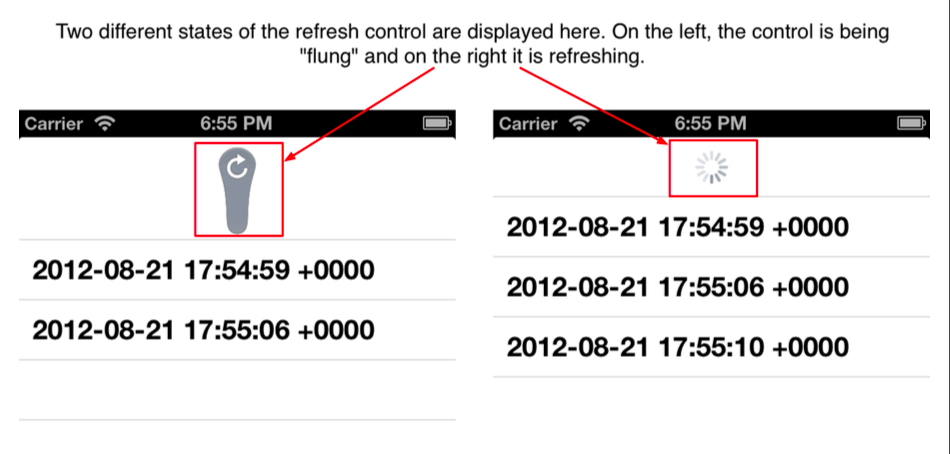 Two different states of the refresh control are displayed here. On the left, the control is being
"flung" and on the right it is refreshing.
Carrier 6:55 PM
2012-08-21 17:54:59 +0000
2012-08-21 17:55:06 +0000
Carrier 6:55 PM
2012-08-21 17:54:59 +0000
2012-08-21 17:55:06 +0000
2012-08-21 17:55:10 +0000